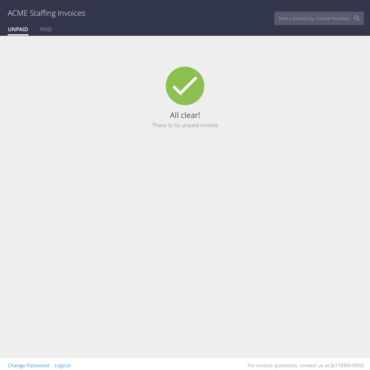 ACME Staffing Invoices
Find a Invoice by Invoice Number
UNPAID PAID
All clear!
There is no unpaid invoice
Change Password Logout
For invoice questions, contact us at (617)000-0000